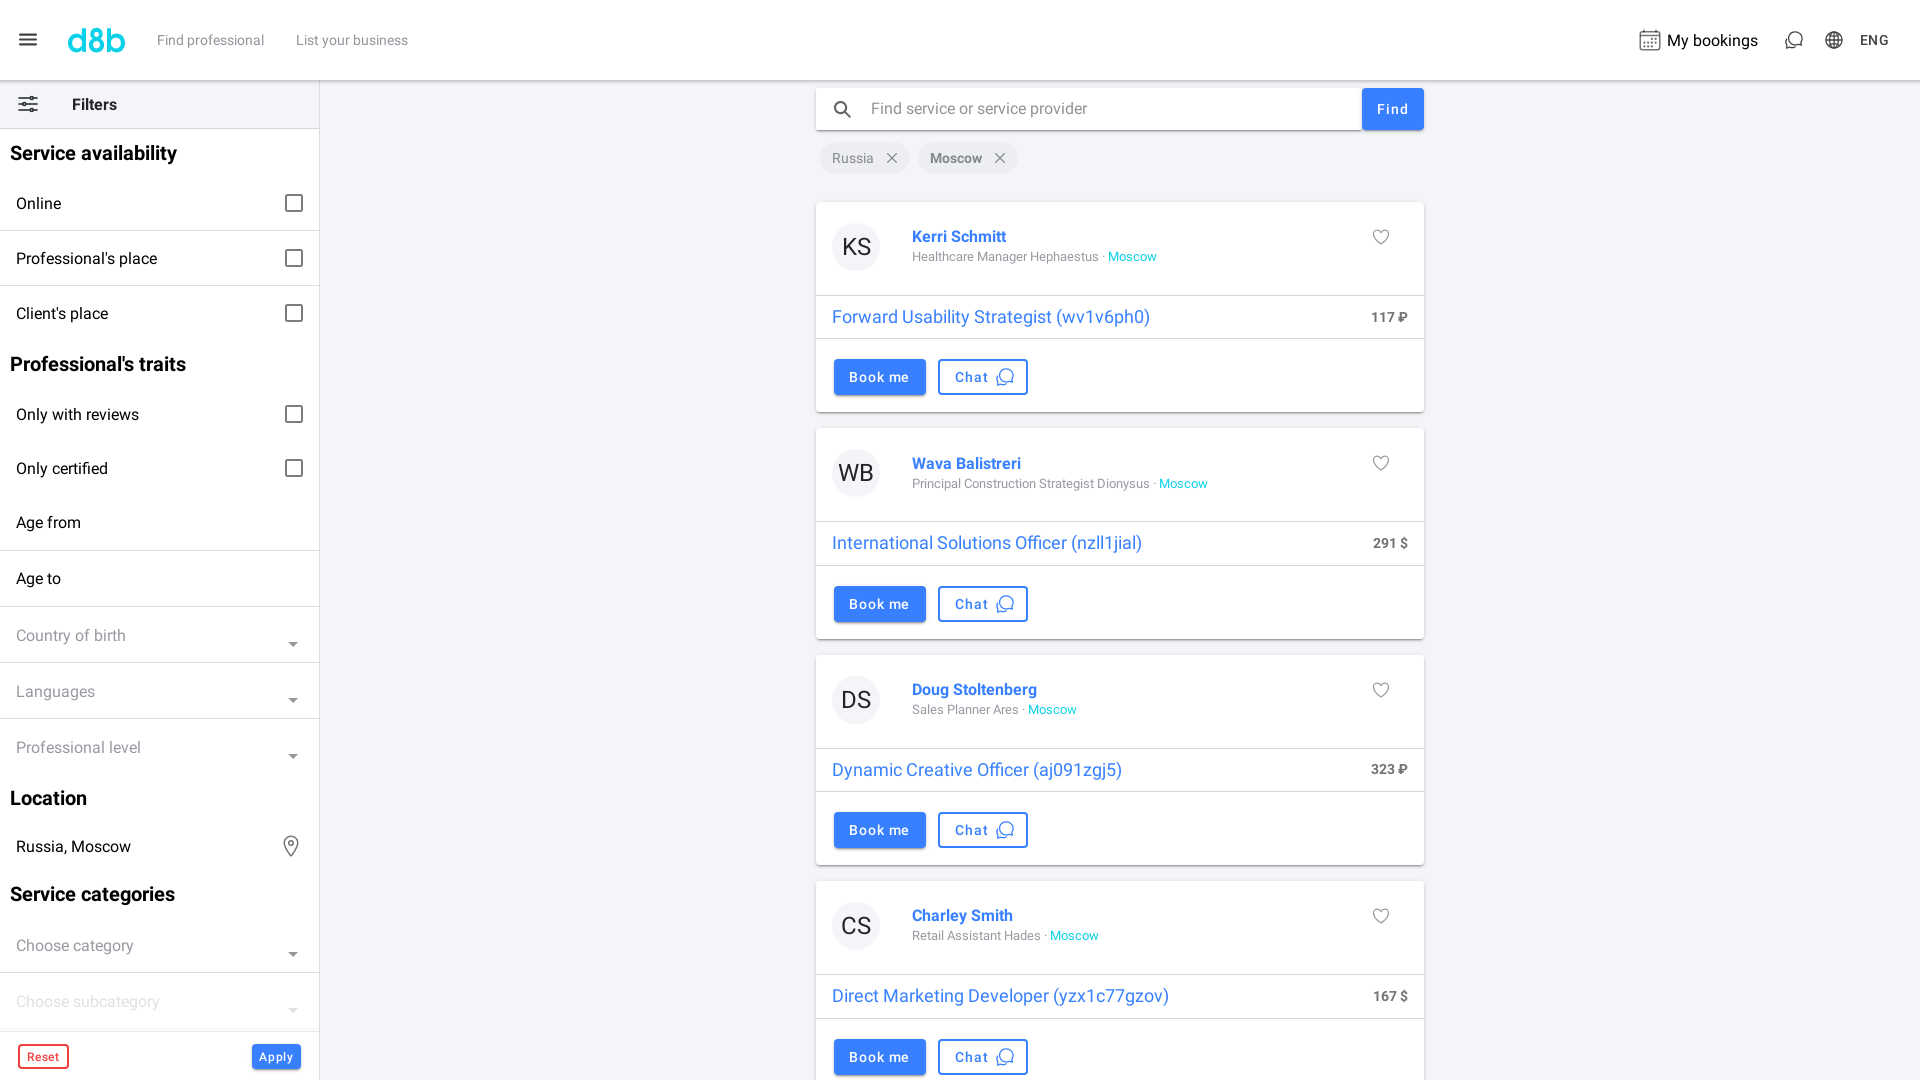 d8b
Find professional
List your business
My bookings
ENG
Filters
Service availability
Online
Professional's place
Client's place
Professional's traits
Only with reviews
Only certified
Age from
Age to
Country of birth
Languages
Professional level
Location
Russia, Moscow
Service categories
Choose category
Choose subcategory
Reset
Apply
Find service or service provider
Find
Russia
Moscow
KS
Kerri Schmitt
Healthcare Manager Hephaestus · Moscow
Forward Usability Strategist (wv1v6ph0)
117 ₽
Book me
Chat
WB
Wava Balistreri
Principal Construction Strategist Dionysus · Moscow
International Solutions Officer (nzll1jial)
291 $
Book me
Chat
DS
Doug Stoltenberg
Sales Planner Ares · Moscow
Dynamic Creative Officer (aj091zgj5)
323 ₽
Book me
Chat
CS
Charley Smith
Retail Assistant Hades · Moscow
Direct Marketing Developer (yzx1c77gzov)
167 $
Book me
Chat